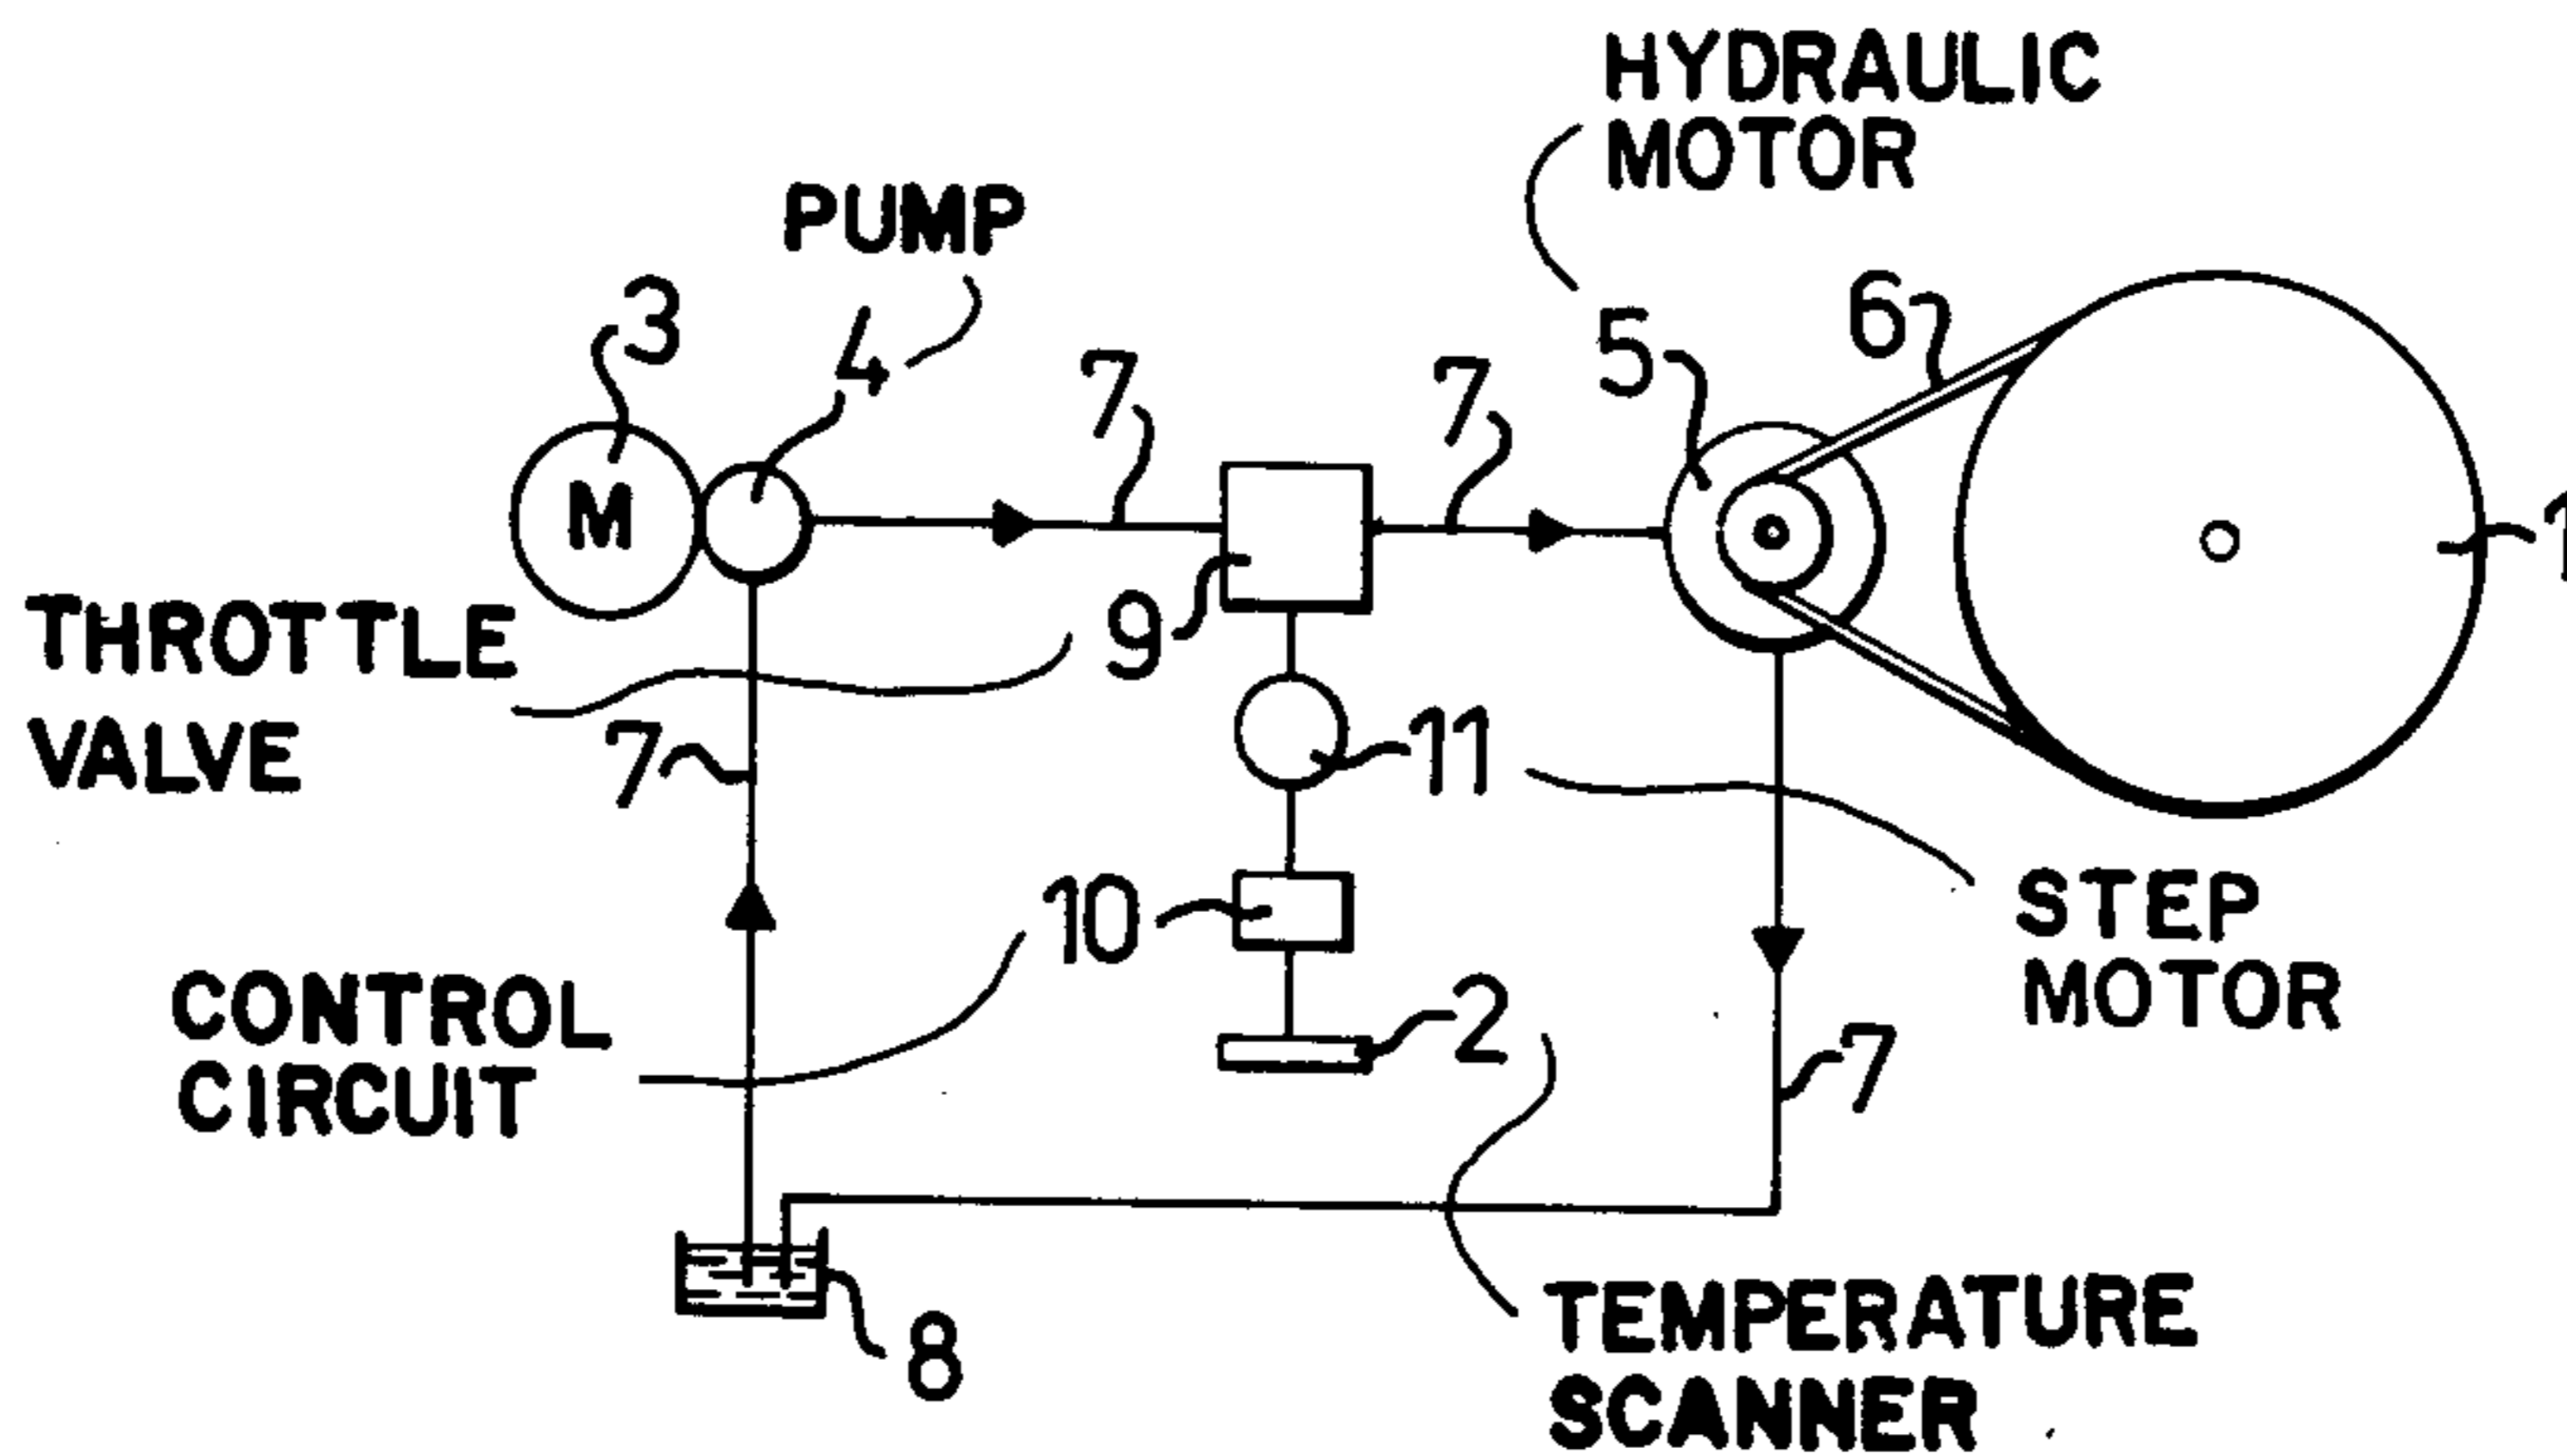 HYDRAULIC
MOTOR
PUMP
3
4
7
7
5
6
1
M
9
THROTTLE
VALVE
7
11
STEP
MOTOR
10
CONTROL
CIRCUIT
2
7
8
TEMPERATURE
SCANNER